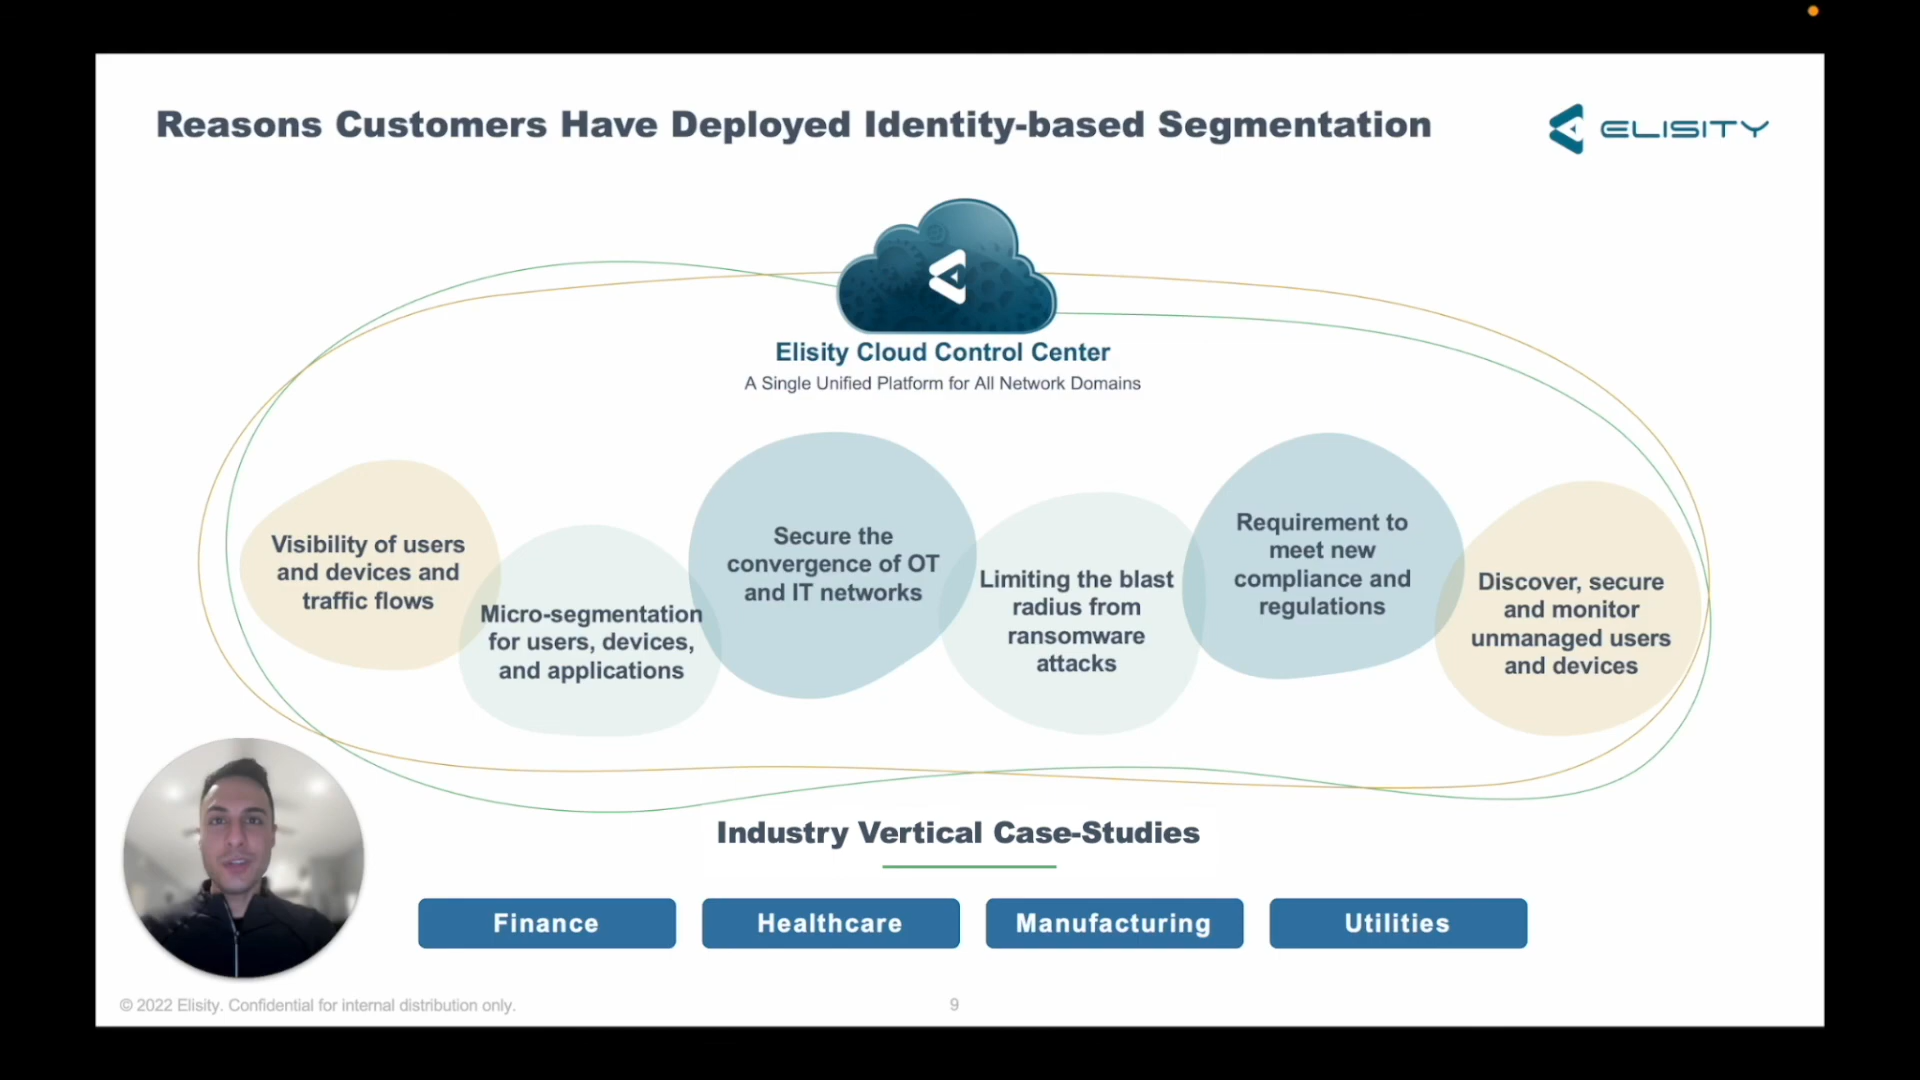 Reasons Customers Have Deployed Identity-based Segmentation
ELISITY
Elisity Cloud Control Center
A Single Unified Platform for All Network Domains
Visibility of users
and devices and
traffic flows
Micro-segmentation
for users, devices,
and applications
Secure the
convergence of OT
and IT networks
Limiting the blast
radius from
ransomware
attacks
Requirement to
meet new
compliance and
regulations
Discover, secure
and monitor
unmanaged users
and devices
Industry Vertical Case-Studies
Finance
Healthcare
Manufacturing
Utilities
© 2022 Elisity. Confidential for internal distribution only.
9